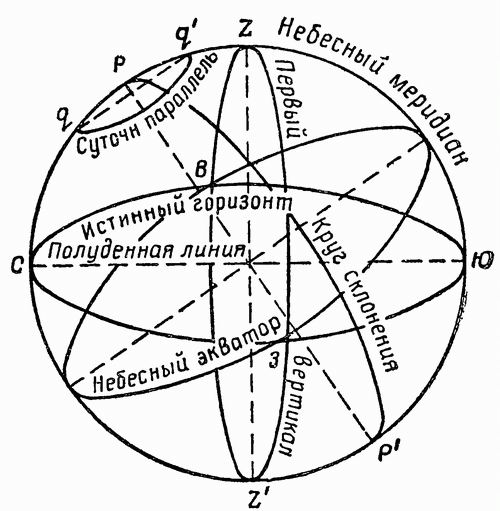 q'
Z
Небесный меридиан
P
q
Суточн параллель
Первый
В
Истинный горизонт
С
Полуденная линия
Ю
Круг склонения
Небесный экватор
З
вертикал
P'
Z'